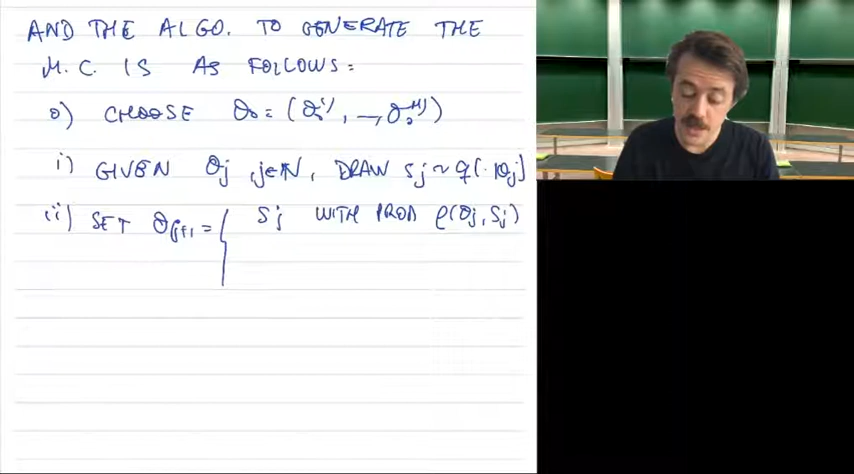 AND THE ALGO. TO GENERATE THE
M.C. IS AS FOLLOWS:
0) CHOOSE θ₀ = (θ₀⁽¹⁾, →, θ₀⁽ᴹ⁾)
i) GIVEN θj, j∈ℕ, DRAW sj ~ q(·|θj)
ii) SET θj+1 = { sj WITH PROB ρ(θj, sj)